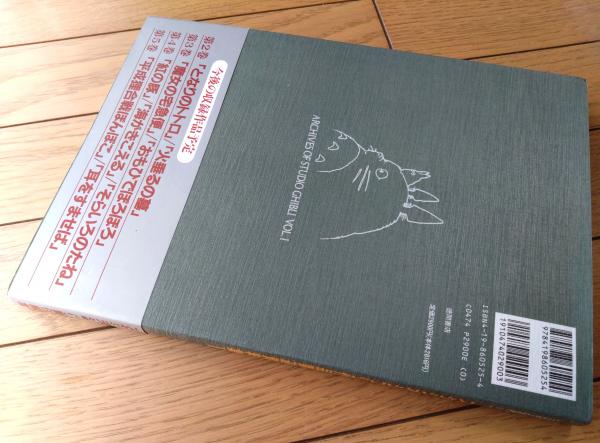 今後の収録作品予定
第2巻「となりのトトロ」/「火垂るの墓」
第3巻「魔女の宅急便」/「おもひでぽろぽろ」
第4巻「紅の豚」/「海がきこえる」/「そらいろのたね」
第5巻「平成狸合戦ぽんぽこ」/「耳をすませば」
ARCHIVES OF STUDIO GHIBLI VOL.1
定価2900円(本体2816円)
徳間書店
C0474 P2900E (0)
ISBN4-19-860525-4
1910474029003
9784198605254